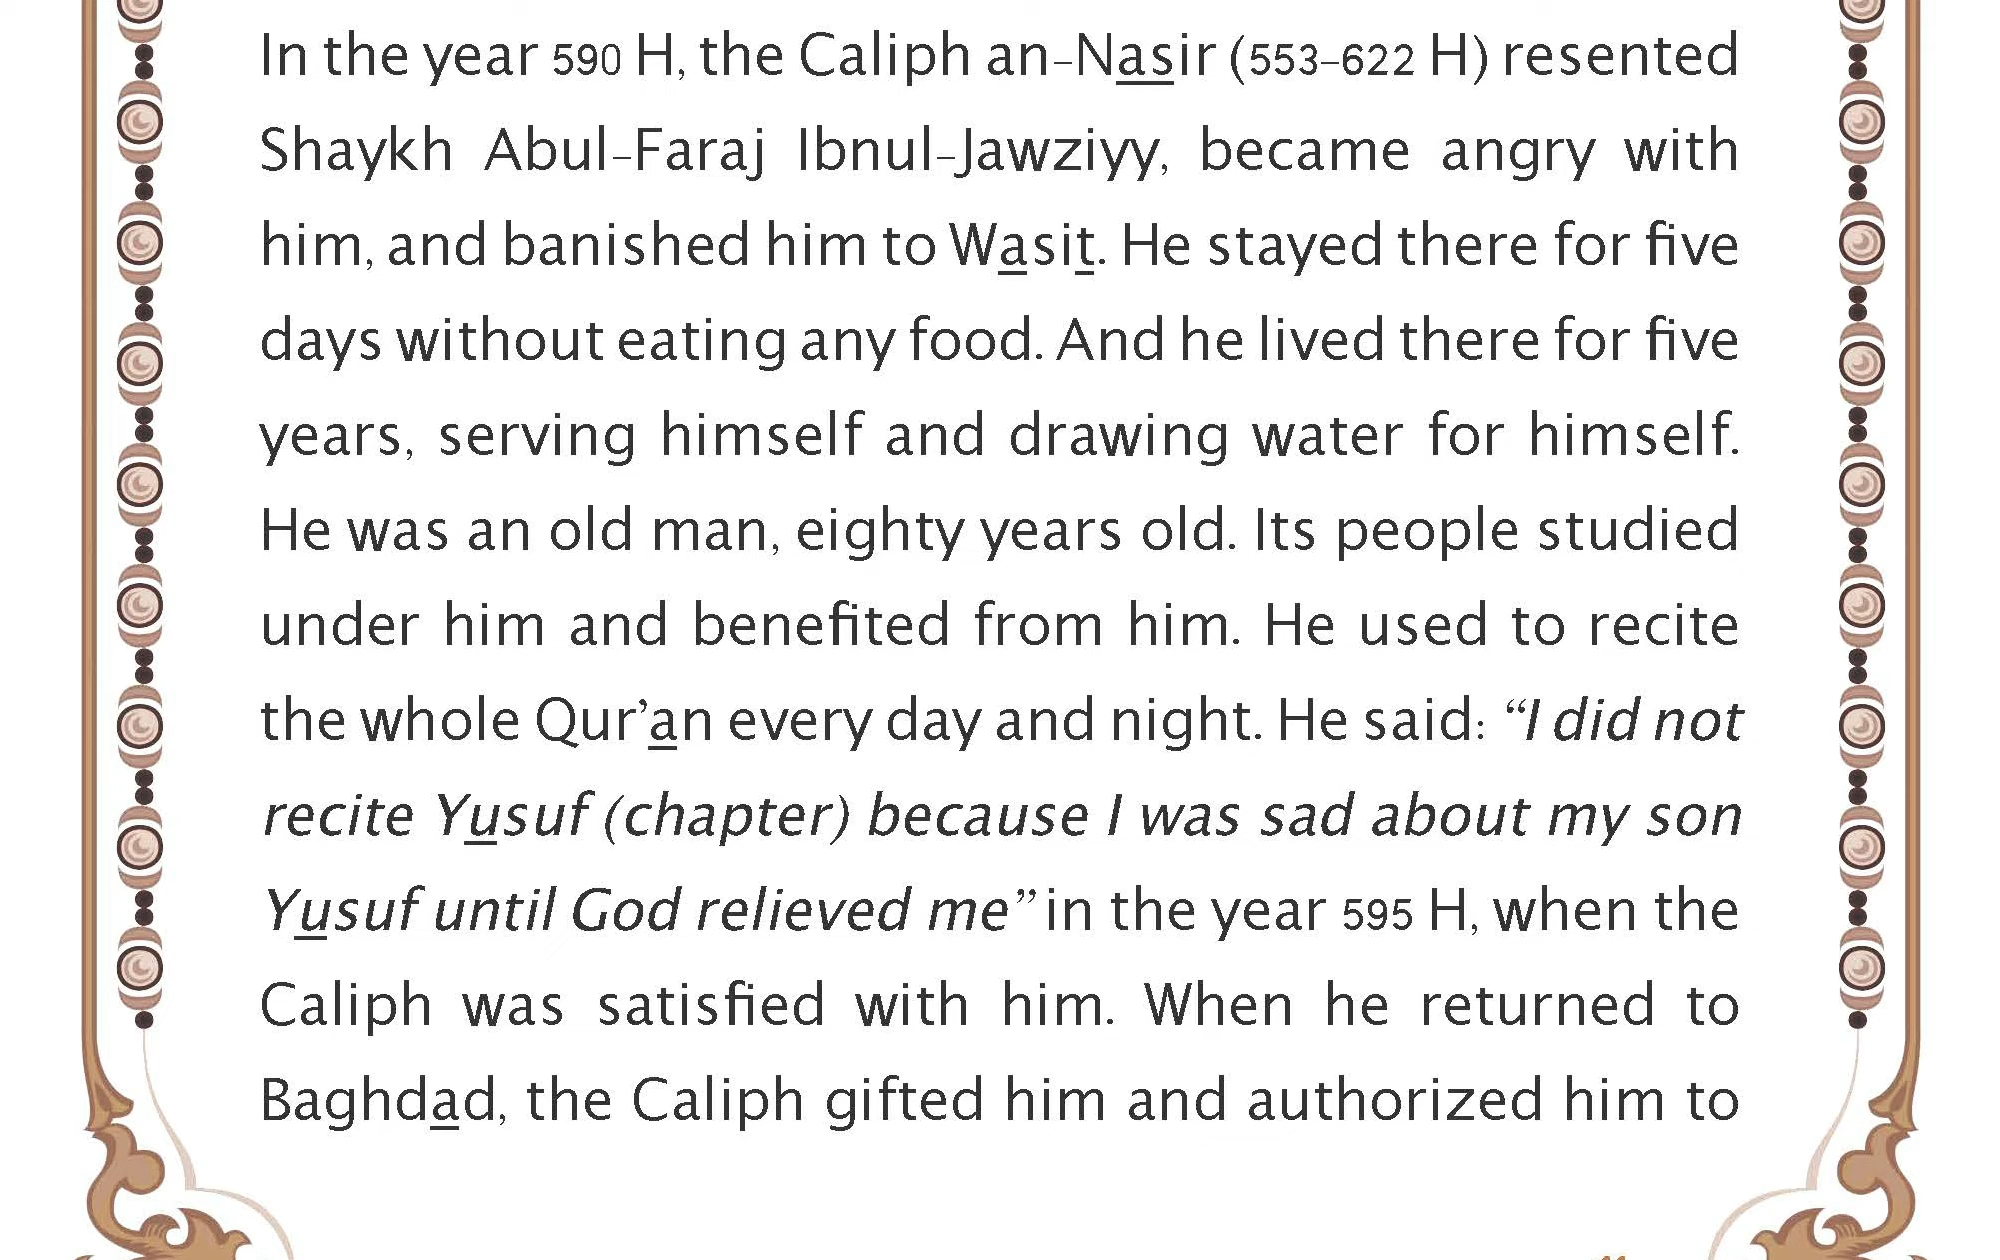 In the year 590 H, the Caliph an-Nasir (553–622 H) resented
Shaykh Abul-Faraj Ibnul-Jawziyy, became angry with
him, and banished him to Wasit. He stayed there for five
days without eating any food. And he lived there for five
years, serving himself and drawing water for himself.
He was an old man, eighty years old. Its people studied
under him and benefited from him. He used to recite
the whole Qur’an every day and night. He said: “I did not
recite Yusuf (chapter) because I was sad about my son
Yusuf until God relieved me” in the year 595 H, when the
Caliph was satisfied with him. When he returned to
Baghdad, the Caliph gifted him and authorized him to